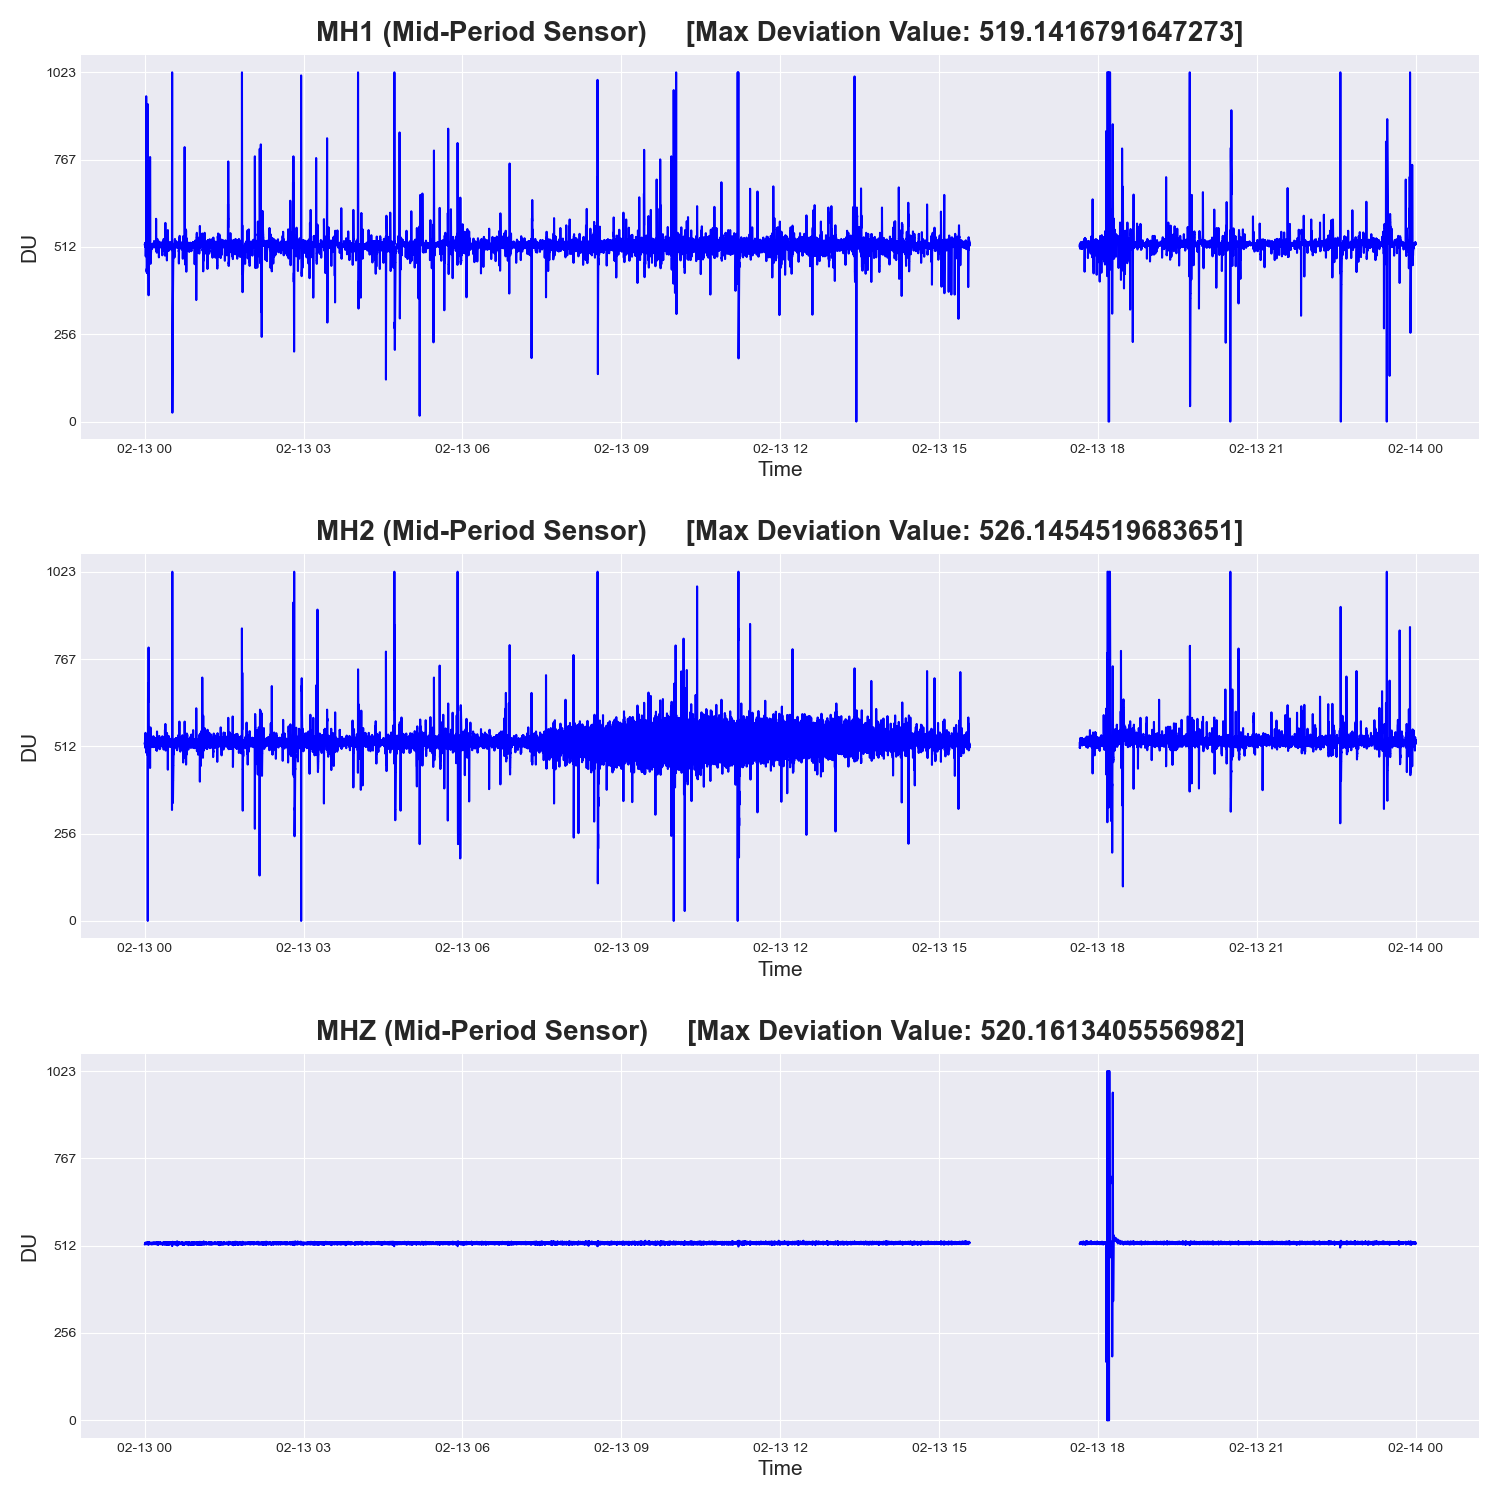 MH1 (Mid-Period Sensor) [Max Deviation Value: 519.1416791647273]
1023
767
512
256
0
DU
02-13 00 02-13 03 02-13 06 02-13 09 02-13 12 02-13 15 02-13 18 02-13 21 02-14 00
Time
MH2 (Mid-Period Sensor) [Max Deviation Value: 526.1454519683651]
1023
767
512
256
0
DU
02-13 00 02-13 03 02-13 06 02-13 09 02-13 12 02-13 15 02-13 18 02-13 21 02-14 00
Time
MHZ (Mid-Period Sensor) [Max Deviation Value: 520.1613405556982]
1023
767
512
256
0
DU
02-13 00 02-13 03 02-13 06 02-13 09 02-13 12 02-13 15 02-13 18 02-13 21 02-14 00
Time